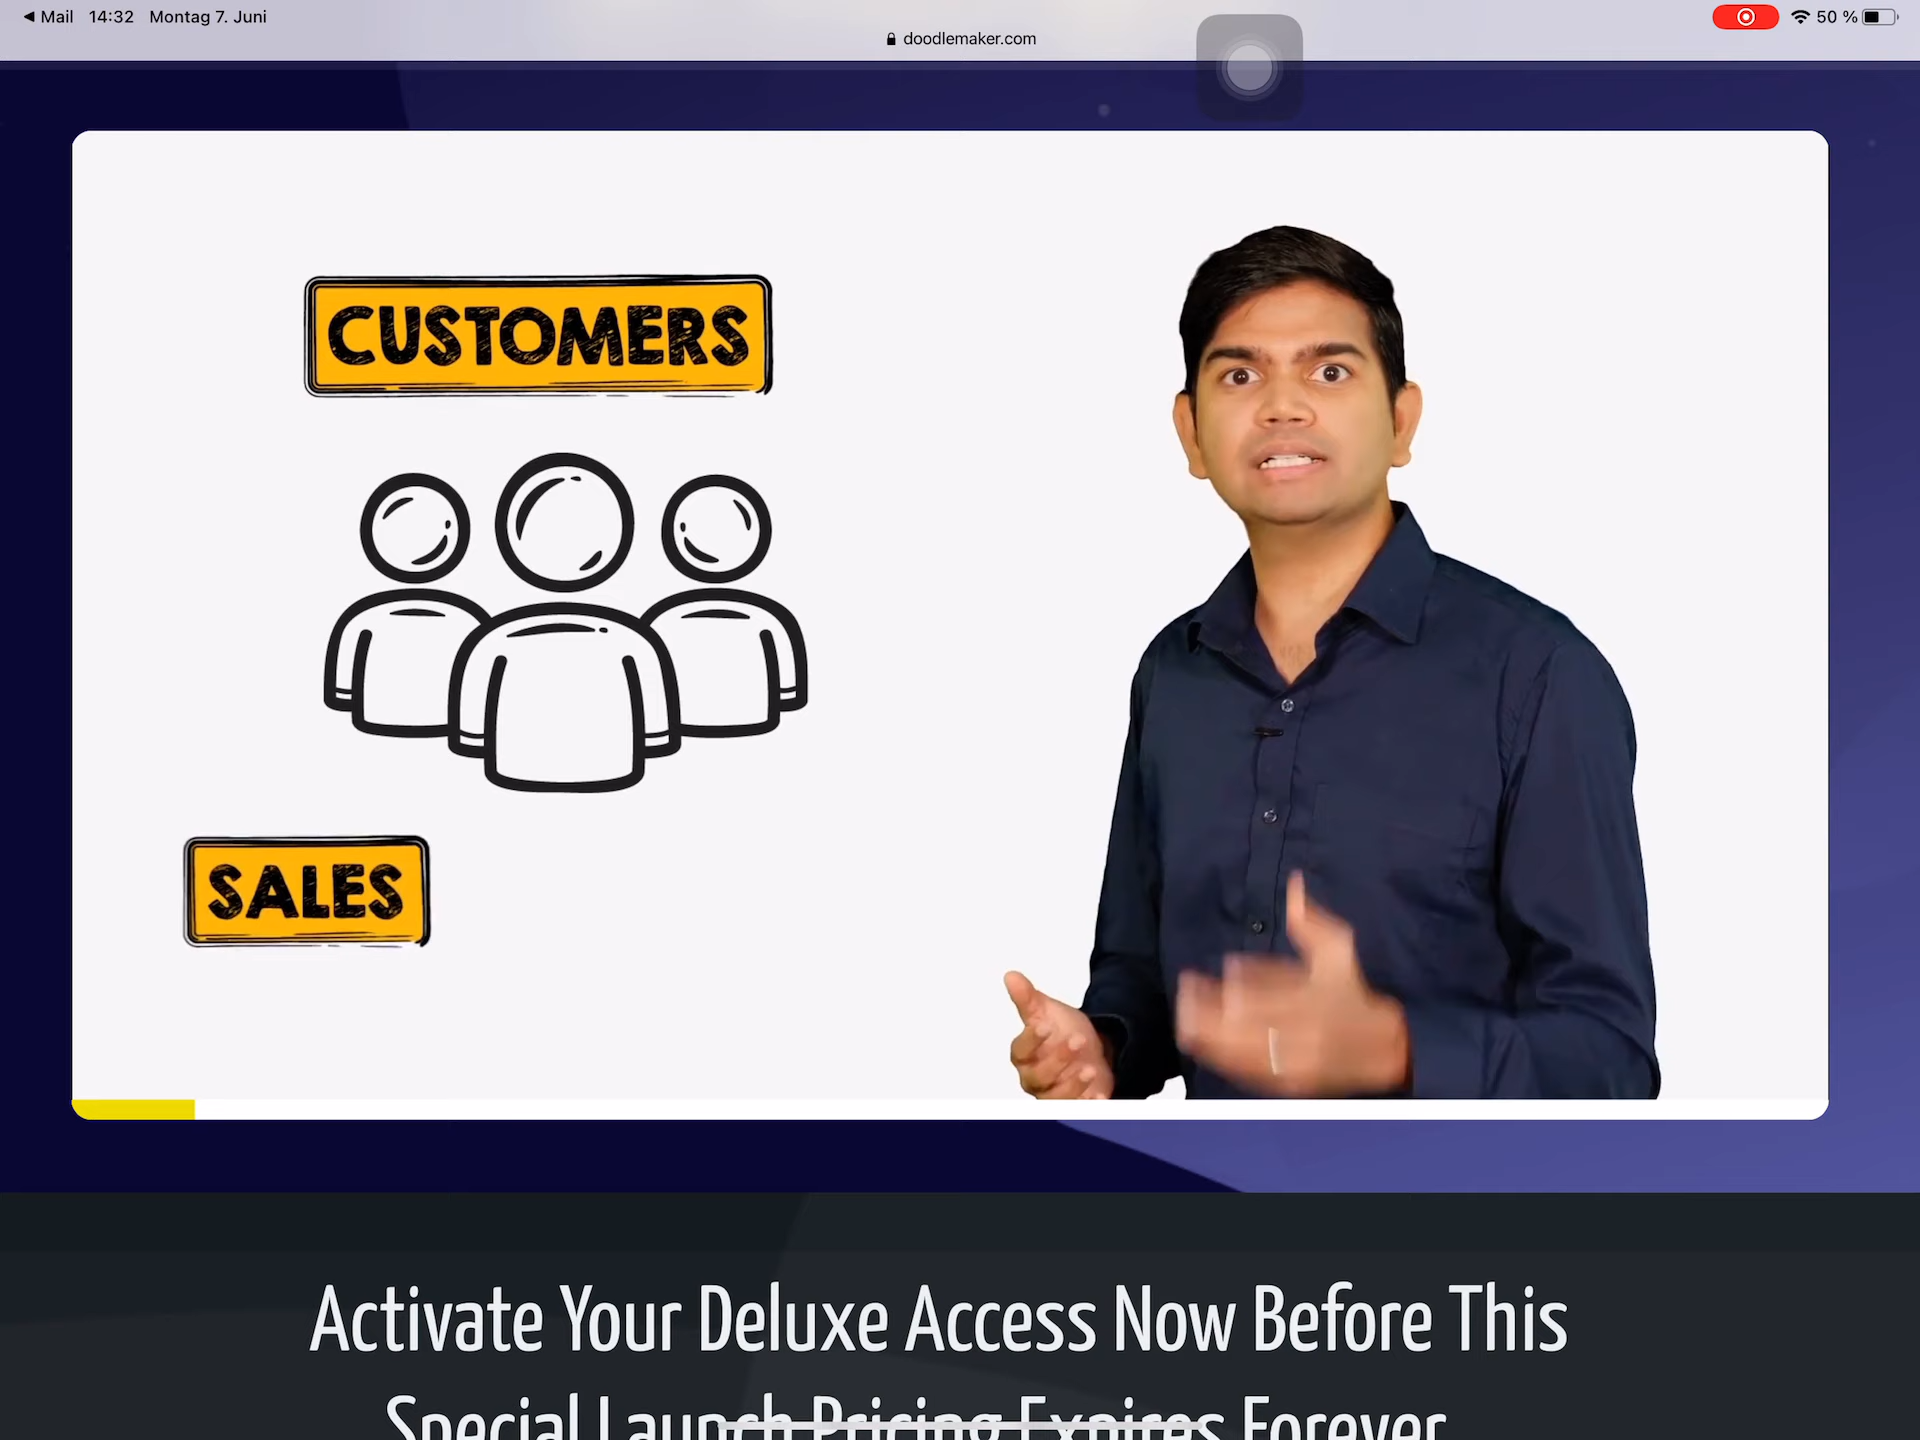 ◀ Mail 14:32 Montag 7. Juni
50 %
doodlemaker.com
CUSTOMERS
SALES
Activate Your Deluxe Access Now Before This
Special Launch Pricing Expires Forever